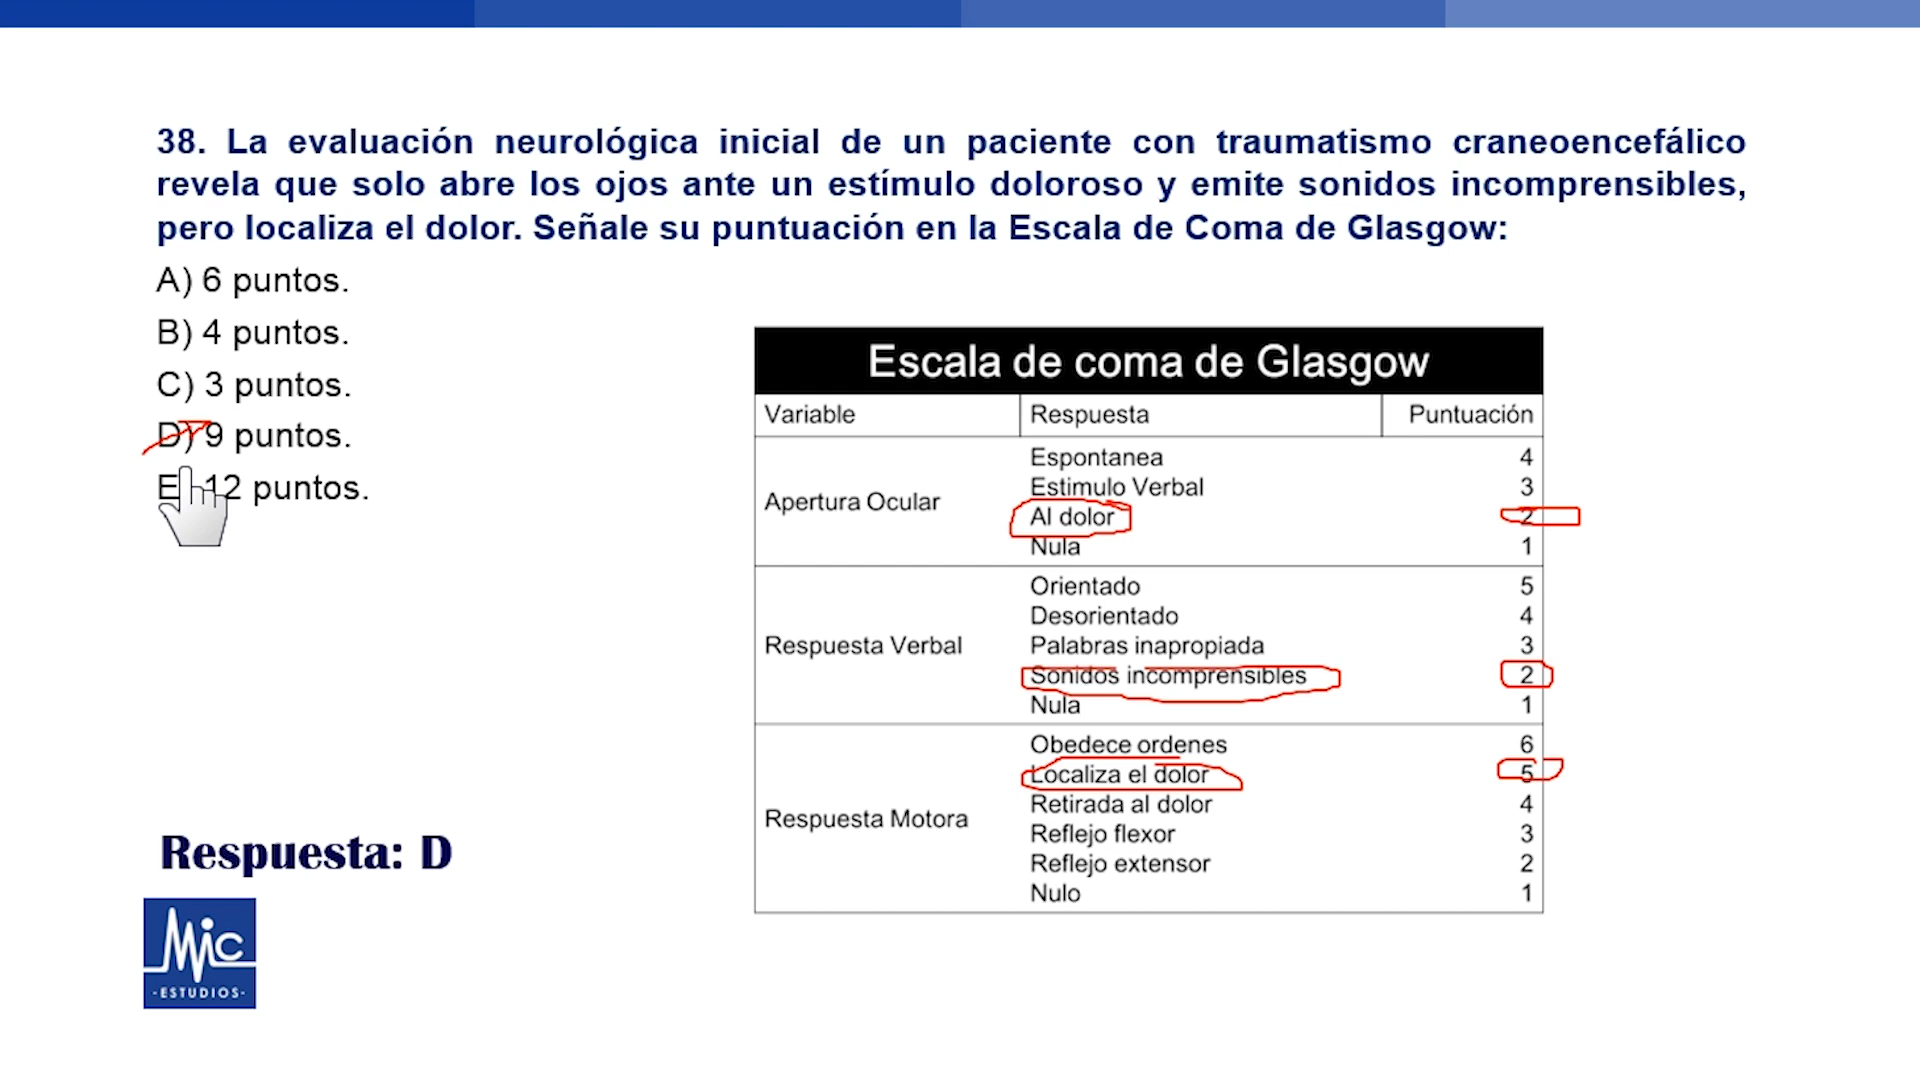 38. La evaluación neurológica inicial de un paciente con traumatismo craneoencefálico
revela que solo abre los ojos ante un estímulo doloroso y emite sonidos incomprensibles,
pero localiza el dolor. Señale su puntuación en la Escala de Coma de Glasgow:
A) 6 puntos.
B) 4 puntos.
C) 3 puntos.
D) 9 puntos.
E) 12 puntos.
Escala de coma de Glasgow
Variable Respuesta Puntuación
Apertura Ocular
Espontanea 4
Estimulo Verbal 3
Al dolor 2
Nula 1
Respuesta Verbal
Orientado 5
Desorientado 4
Palabras inapropiada 3
Sonidos incomprensibles 2
Nula 1
Respuesta Motora
Obedece ordenes 6
Localiza el dolor 5
Retirada al dolor 4
Reflejo flexor 3
Reflejo extensor 2
Nulo 1
Respuesta: D
Mic
·ESTUDIOS·